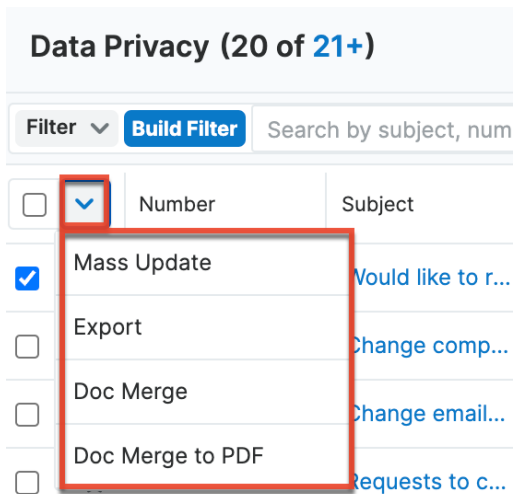 Data Privacy (20 of 21+)
Filter Build Filter Search by subject, num
Number Subject
Mass Update
Would like to r...
Export
Change comp...
Doc Merge
Change email...
Doc Merge to PDF
Requests to c...